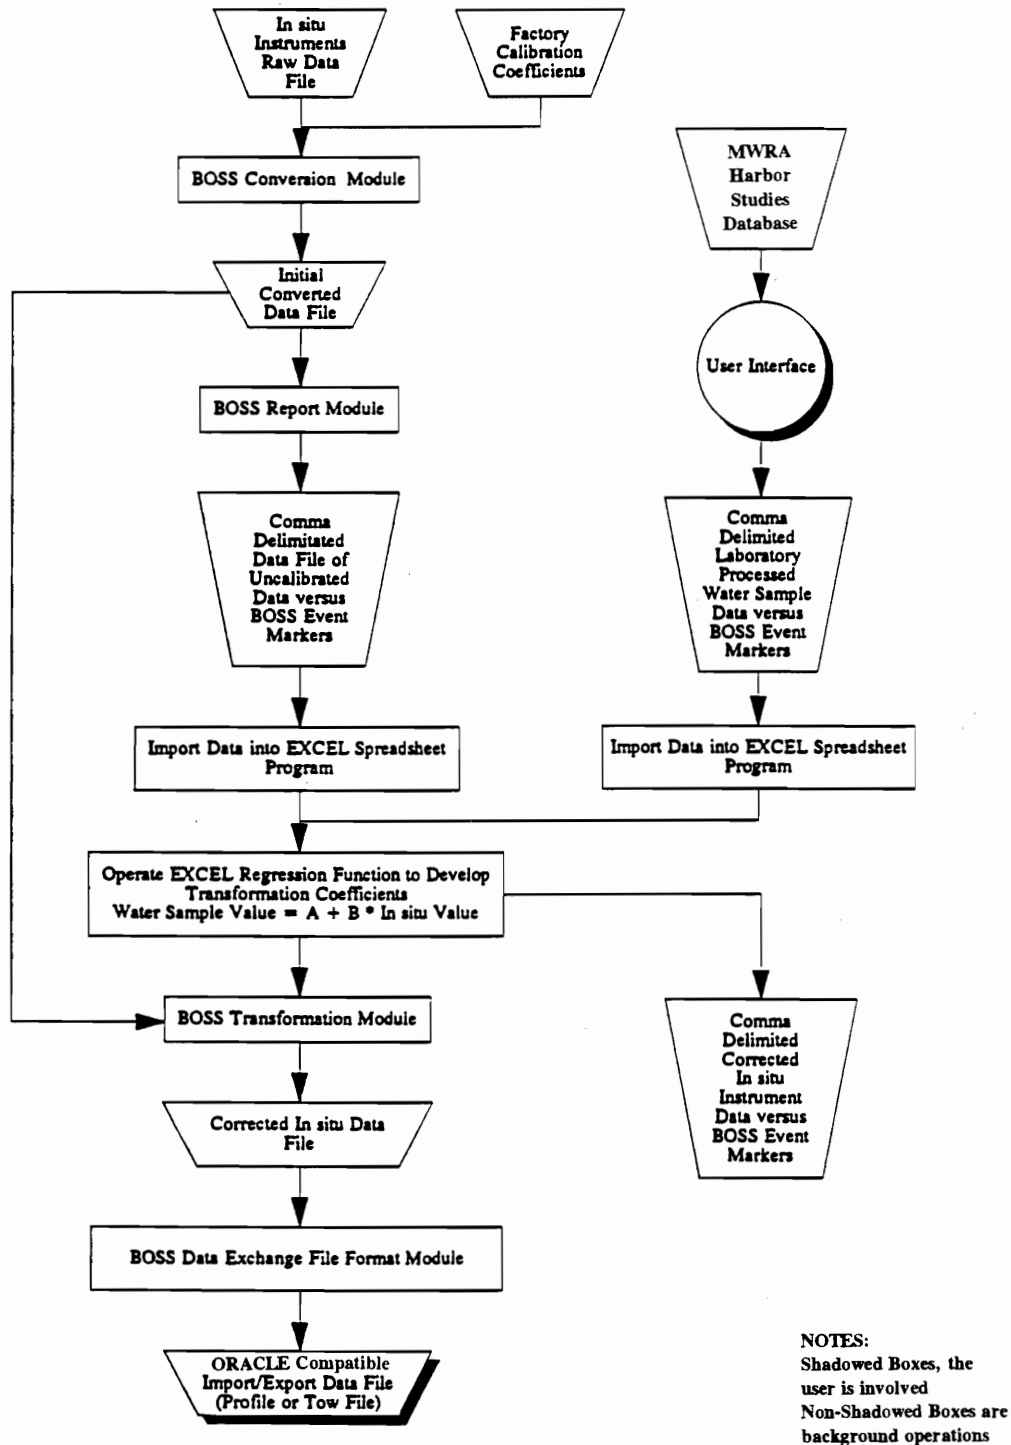 In situ
Instruments
Raw Data
File
Factory
Calibration
Coefficients
BOSS Conversion Module
MWRA
Harbor
Studies
Database
Initial
Converted
Data File
User Interface
BOSS Report Module
Comma
Delimitated
Data File of
Uncalibrated
Data versus
BOSS Event
Markers
Comma
Delimited
Laboratory
Processed
Water Sample
Data versus
BOSS Event
Markers
Import Data into EXCEL Spreadsheet
Program
Import Data into EXCEL Spreadsheet
Program
Operate EXCEL Regression Function to Develop
Transformation Coefficients
Water Sample Value = A + B * In situ Value
BOSS Transformation Module
Comma
Delimited
Corrected
In situ
Instrument
Data versus
BOSS Event
Markers
Corrected In situ Data
File
BOSS Data Exchange File Format Module
ORACLE Compatible
Import/Export Data File
(Profile or Tow File)
NOTES:
Shadowed Boxes, the
user is involved
Non-Shadowed Boxes are
background operations